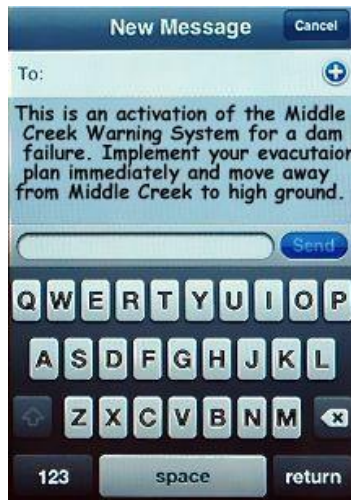 New Message
Cancel
To:
This is an activation of the Middle
Creek Warning System for a dam
failure. Implement your evacutaion
plan immediately and move away
from Middle Creek to high ground.
Send
Q W E R T Y U I O P
A S D F G H J K L
Z X C V B N M
123
space
return